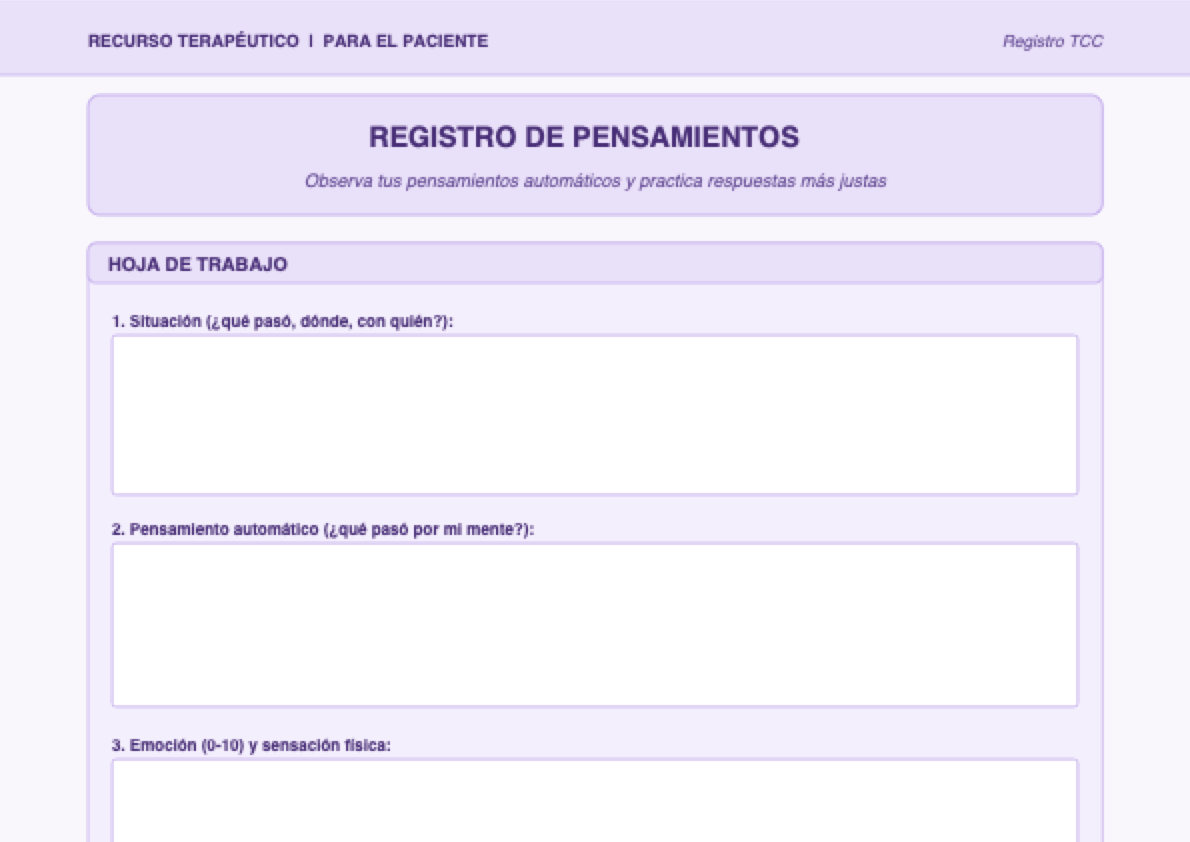 RECURSO TERAPÉUTICO | PARA EL PACIENTE
Registro TCC
REGISTRO DE PENSAMIENTOS
Observa tus pensamientos automáticos y practica respuestas más justas
HOJA DE TRABAJO
1. Situación (¿qué pasó, dónde, con quién?):
2. Pensamiento automático (¿qué pasó por mi mente?):
3. Emoción (0-10) y sensación física: